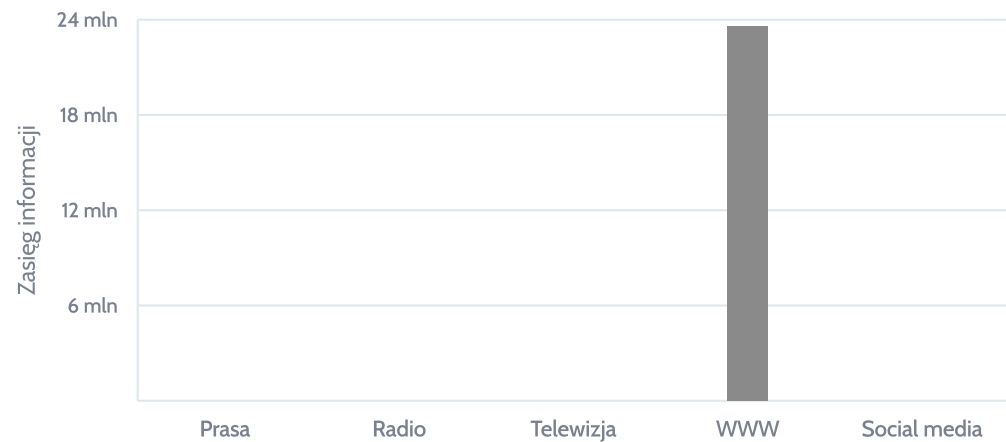 24 mln
18 mln
12 mln
6 mln
Zasięg informacji
Prasa Radio Telewizja WWW Social media